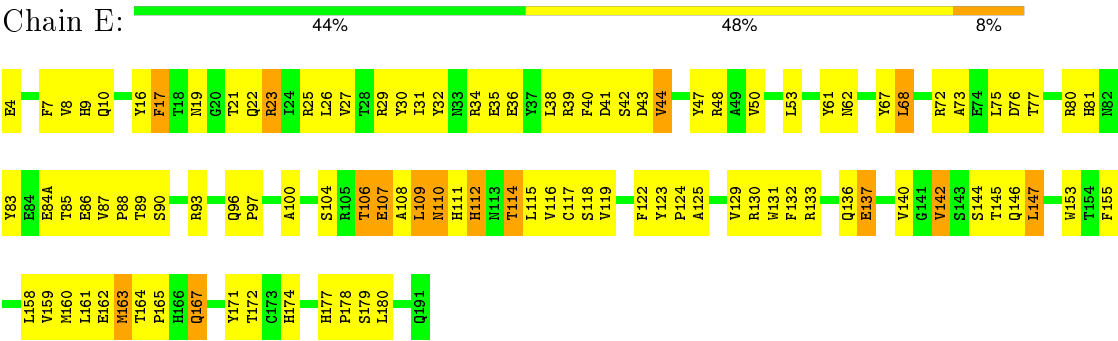 Chain E:
44% 48% 8%
E4 F7 V8 H9 Q10 Y16 F17 T18 N19 G20 T21 Q22 R23 I24 R25 L26 V27 T28 R29 Y30 I31 Y32 N33 R34 E35 E36 Y37 L38 R39 F40 D41 S42 D43 V44 Y47 R48 A49 V50 L53 Y61 N62 Y67 L68 R72 A73 E74 L75 D76 T77 R80 H81 N82
Y83 E84 E84A T85 E86 V87 P88 T89 S90 R93 Q96 P97 A100 S104 R105 T106 E107 A108 L109 N110 H111 H112 N113 T114 L115 V116 C117 S118 V119 F122 Y123 P124 A125 V129 R130 W131 F132 R133 Q136 E137 V140 G141 V142 S143 S144 T145 Q146 L147 W153 T154 F155
L158 V159 M160 L161 E162 M163 T164 P165 H166 Q167 Y171 T172 C173 H174 H177 P178 S179 L180 Q191